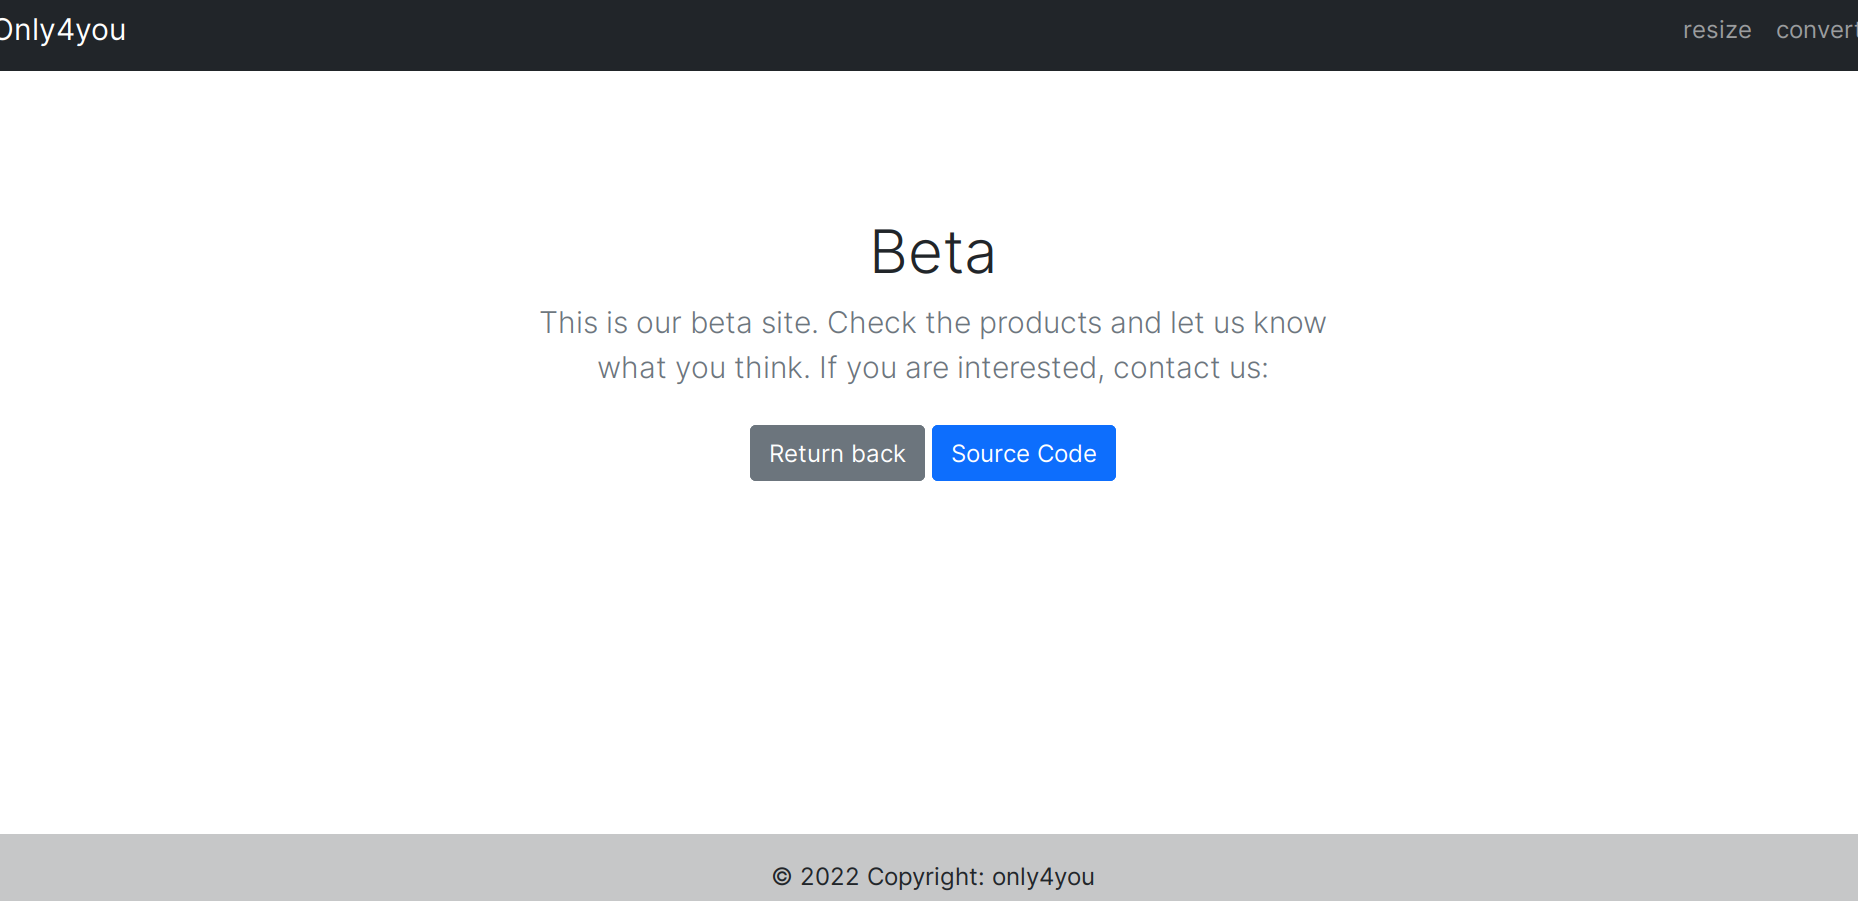 Only4you
resize convert
Beta
This is our beta site. Check the products and let us know
what you think. If you are interested, contact us:
Return back Source Code
© 2022 Copyright: only4you